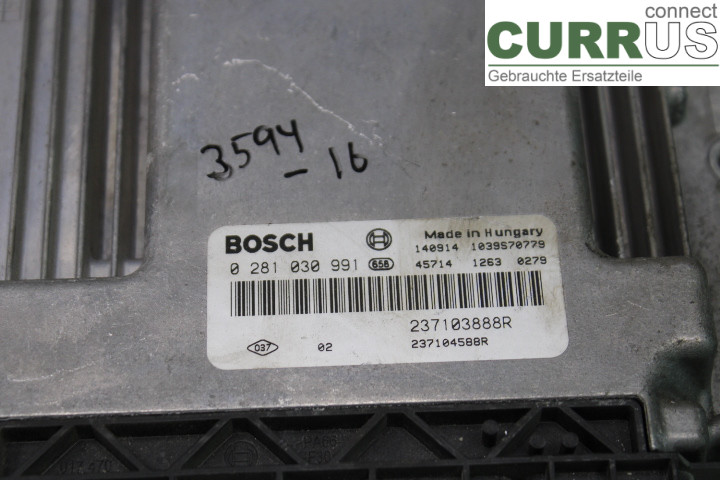 connect
CURRUS
Gebrauchte Ersatzteile
3594
- 16
BOSCH
Made in Hungary
140914 1039S70779
0 281 030 991 656 45714 1263 0279
237103888R
037 02 237104588R